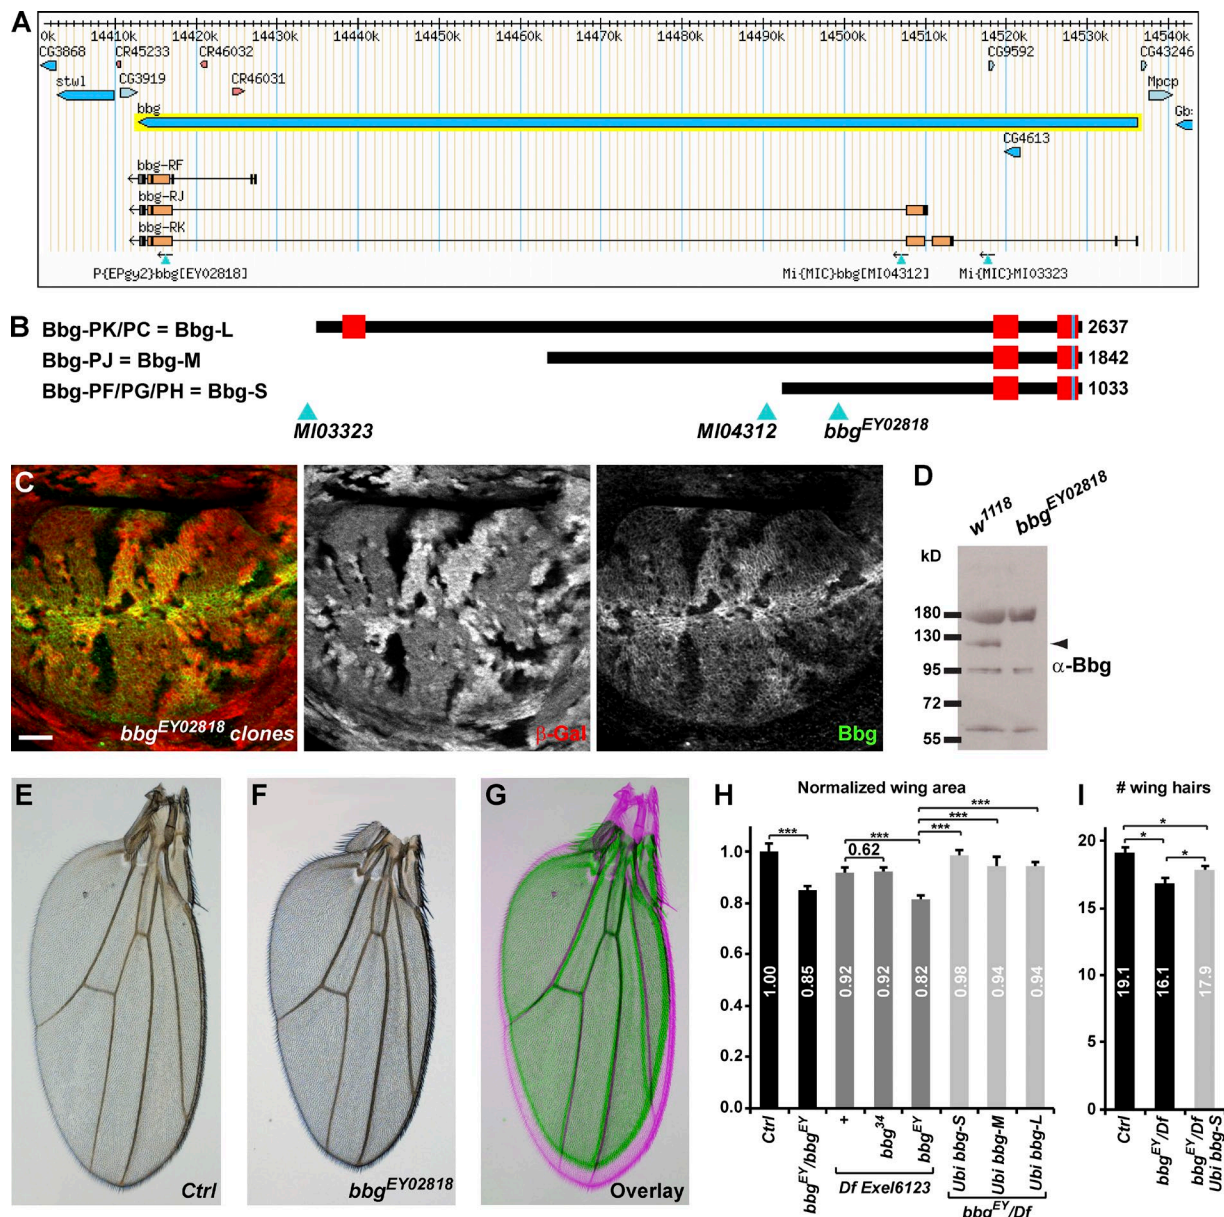 A
0k 14410k 14420k 14430k 14440k 14450k 14460k 14470k 14480k 14490k 14500k 14510k 14520k 14530k 14540k
CG3868 CR45233 CR46032 CG9592 CG43246
stwl CG3919 CR46031 Mpcp
bbg Gb
CG4613
bbg-RF
bbg-RJ
bbg-RK
P{EPgy2}bbg[EY02818] Mi{MIC}bbg[MI04312] Mi{MIC}MI03323
B
Bbg-PK/PC = Bbg-L 2637
Bbg-PJ = Bbg-M 1842
Bbg-PF/PG/PH = Bbg-S 1033
MI03323 MI04312 bbgEY02818
C
bbgEY02818 clones
β-Gal
Bbg
D
w1118 bbgEY02818
kD
180
130
95
72
55
α-Bbg
E
Ctrl
F
bbgEY02818
G
Overlay
H
Normalized wing area
1.0
0.8
0.6
0.4
0.2
0.0
*** 0.62 *** *** *** ***
1.00 0.85 0.92 0.92 0.82 0.98 0.94 0.94
Ctrl bbgEY/bbgEY + bbg34 bbgEY Ubi bbg-S Ubi bbg-M Ubi bbg-L
Df Exel6123
bbgEY/Df
I
# wing hairs
20
15
10
5
0
* * *
19.1 16.1 17.9
Ctrl bbgEY/Df bbgEY/Df Ubi bbg-S